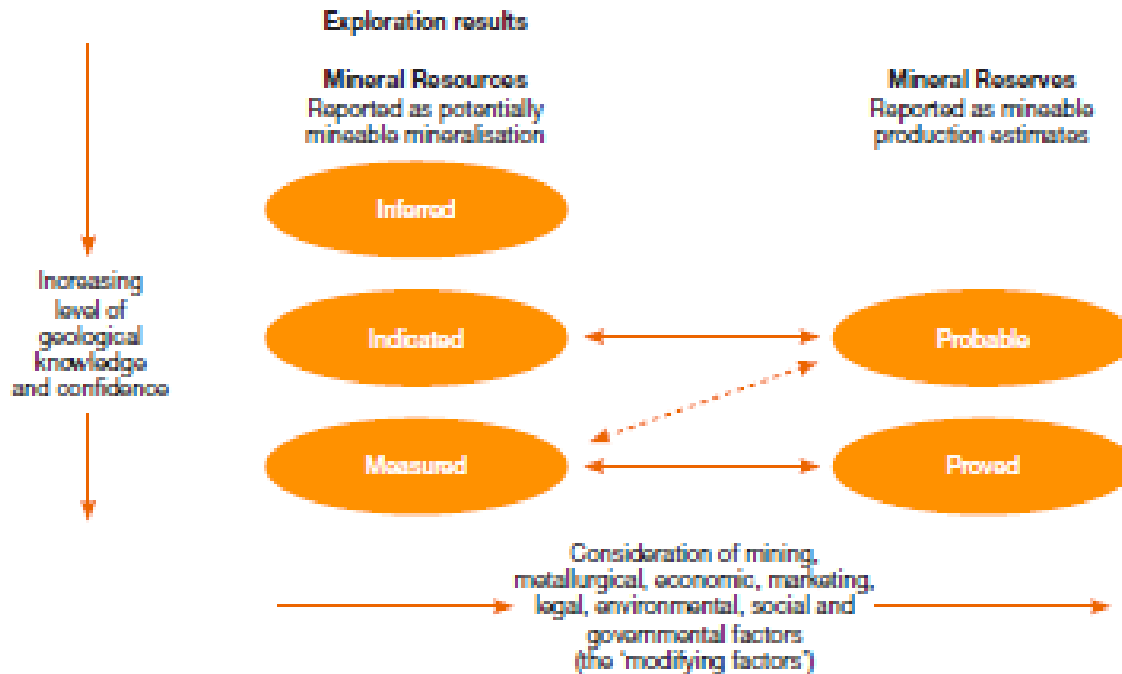 Exploration results
Mineral Resources
Reported as potentially
mineable mineralisation
Mineral Reserves
Reported as mineable
production estimates
Inferred
Increasing
level of
geological
knowledge
and confidence
Indicated
Probable
Measured
Proved
Consideration of mining,
metallurgical, economic, marketing,
legal, environmental, social and
governmental factors
(the 'modifying factors')